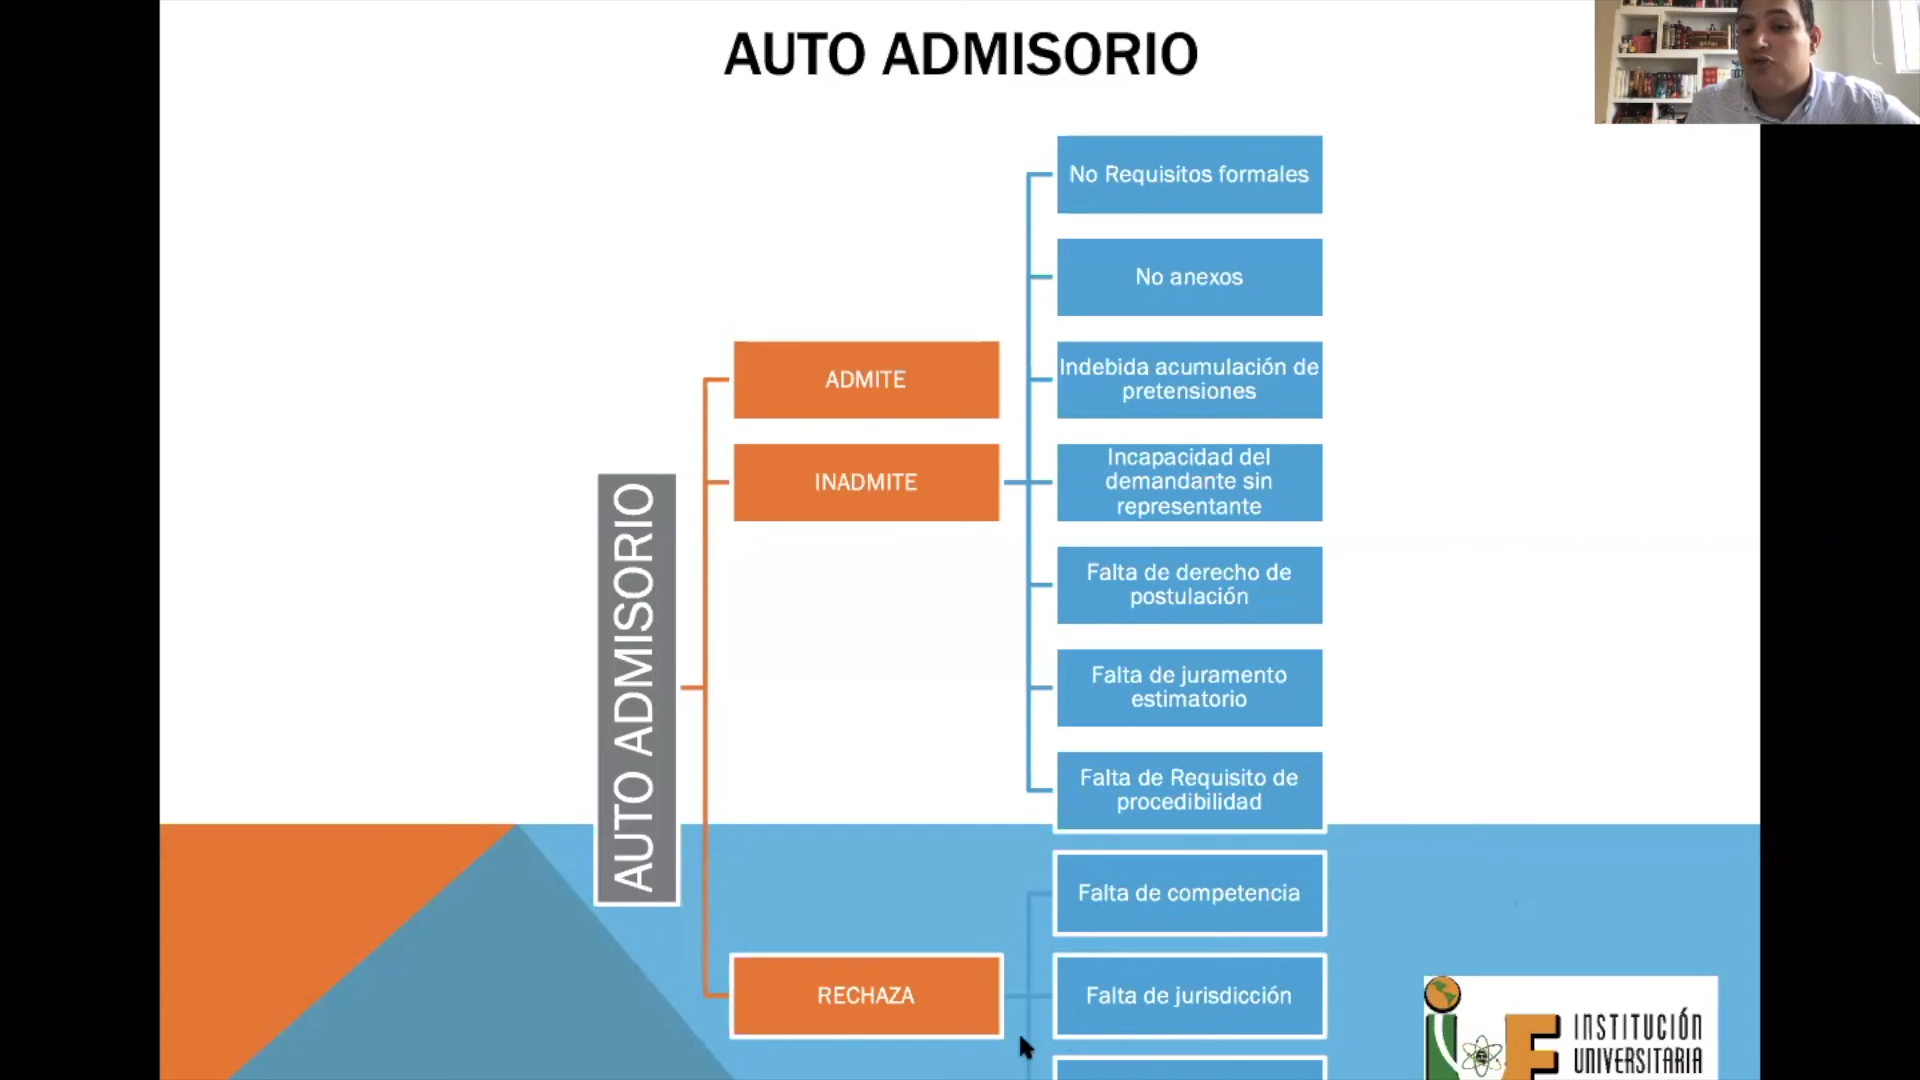 AUTO ADMISORIO
AUTO ADMISORIO
ADMITE
INADMITE
No Requisitos formales
No anexos
Indebida acumulación de
pretensiones
Incapacidad del
demandante sin
representante
Falta de derecho de
postulación
Falta de juramento
estimatorio
Falta de Requisito de
procedibilidad
RECHAZA
Falta de competencia
Falta de jurisdicción
INSTITUCIÓN
UNIVERSITARIA